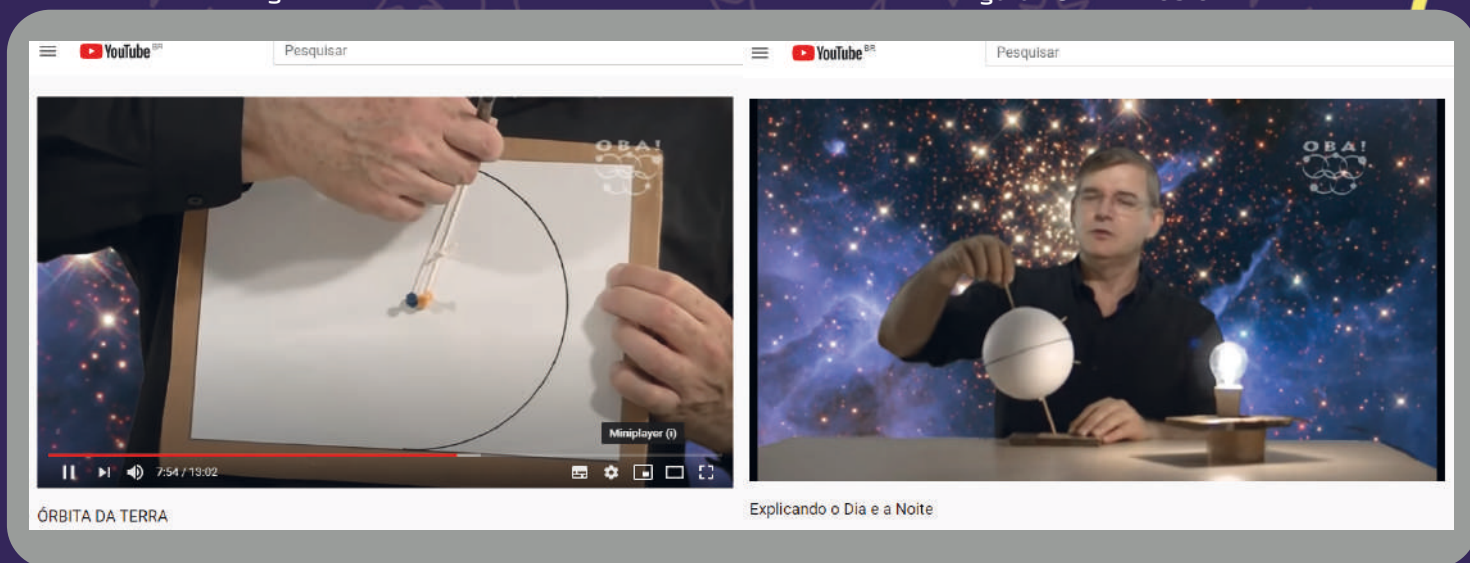 YouTube BR
Pesquisar
OBA!
Miniplayer (i)
7:54 / 13:02
ÓRBITA DA TERRA
YouTube BR
Pesquisar
OBA!
Explicando o Dia e a Noite